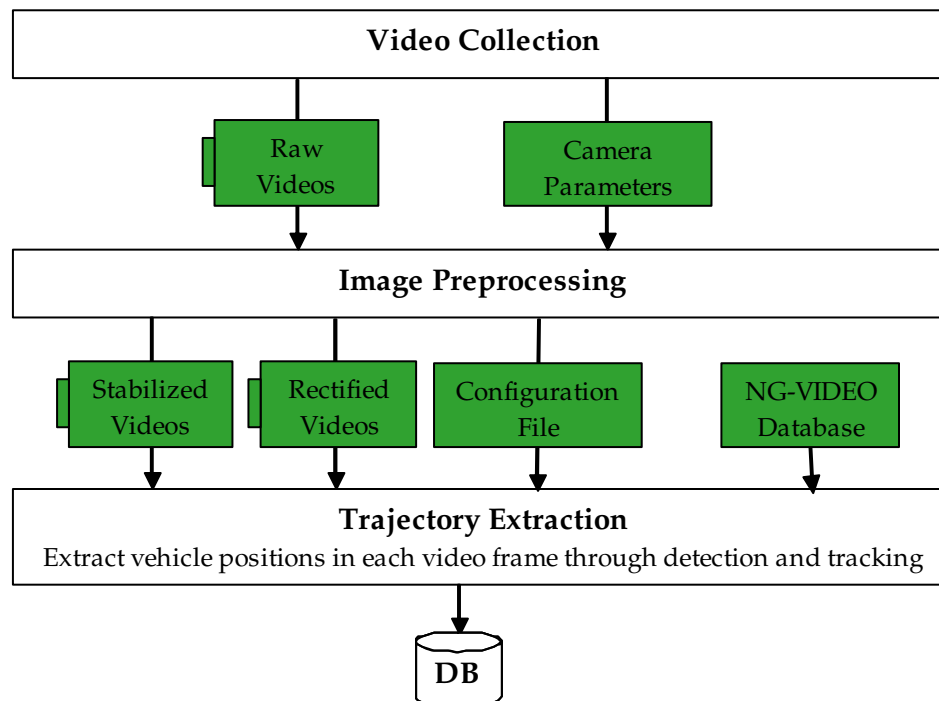 Video Collection
Raw
Videos
Camera
Parameters
Image Preprocessing
Stabilized
Videos
Rectified
Videos
Configuration
File
NG-VIDEO
Database
Trajectory Extraction
Extract vehicle positions in each video frame through detection and tracking
DB